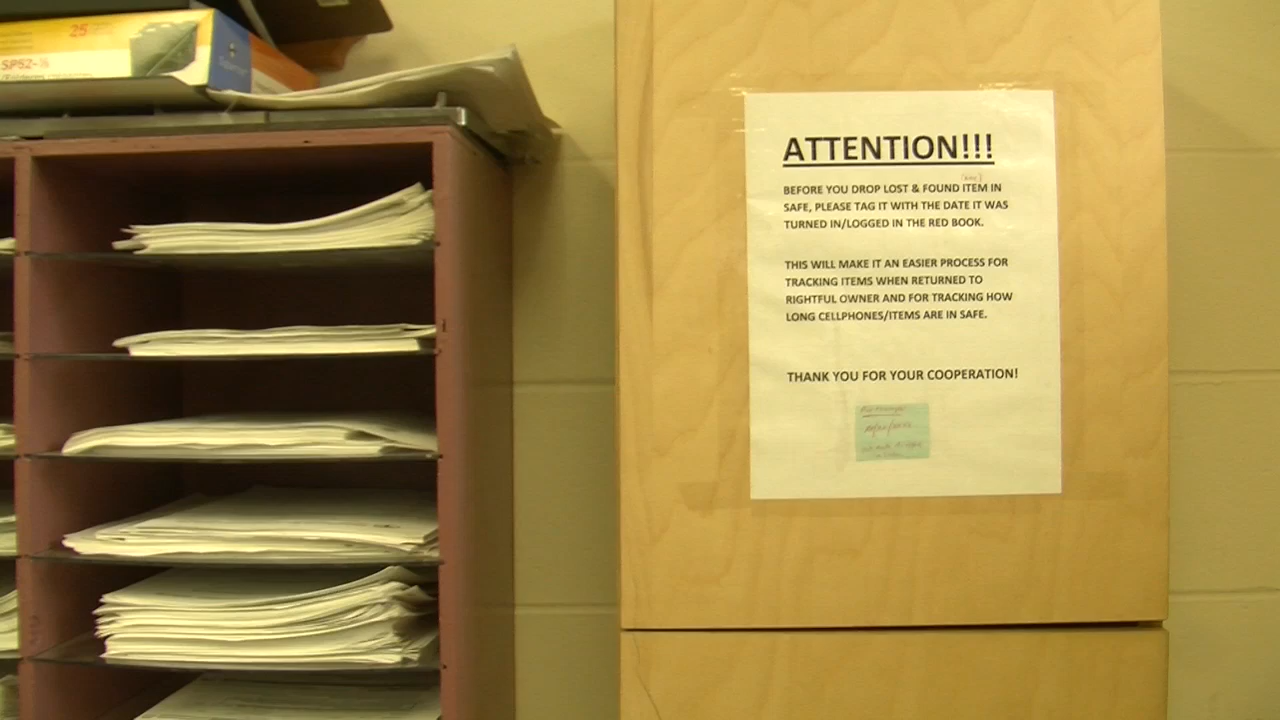 25
SP52-
ATTENTION!!!
BEFORE YOU DROP LOST & FOUND ITEM IN
SAFE, PLEASE TAG IT WITH THE DATE IT WAS
TURNED IN/LOGGED IN THE RED BOOK.
THIS WILL MAKE IT AN EASIER PROCESS FOR
TRACKING ITEMS WHEN RETURNED TO
RIGHTFUL OWNER AND FOR TRACKING HOW
LONG CELLPHONES/ITEMS ARE IN SAFE.
THANK YOU FOR YOUR COOPERATION!